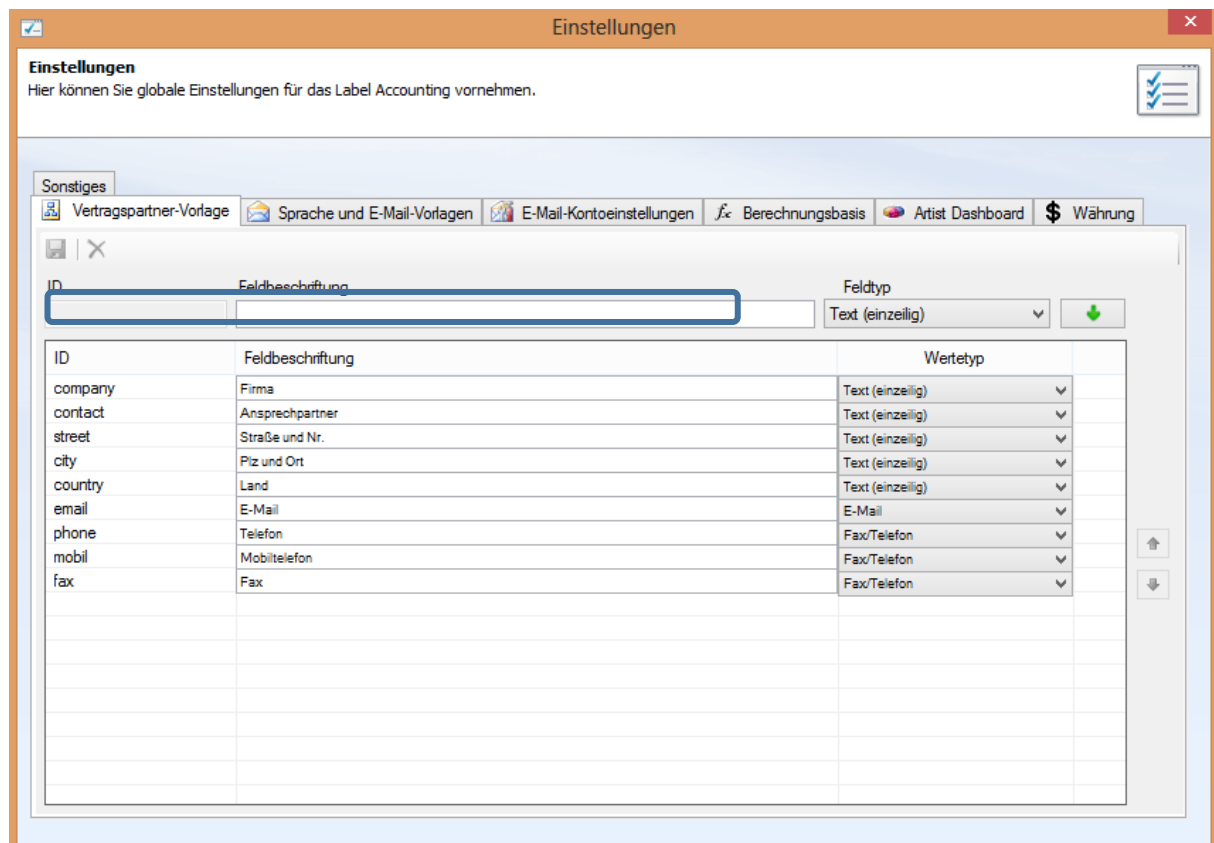 Einstellungen
Einstellungen
Hier können Sie globale Einstellungen für das Label Accounting vornehmen.
Sonstiges
Vertragspartner-Vorlage Sprache und E-Mail-Vorlagen E-Mail-Kontoeinstellungen fx Berechnungsbasis Artist Dashboard $ Währung
ID Feldbeschriftung Feldtyp
Text (einzeilig)
ID Feldbeschriftung Wertetyp
company Firma Text (einzeilig)
contact Ansprechpartner Text (einzeilig)
street Straße und Nr. Text (einzeilig)
city Plz und Ort Text (einzeilig)
country Land Text (einzeilig)
email E-Mail E-Mail
phone Telefon Fax/Telefon
mobil Mobiltelefon Fax/Telefon
fax Fax Fax/Telefon